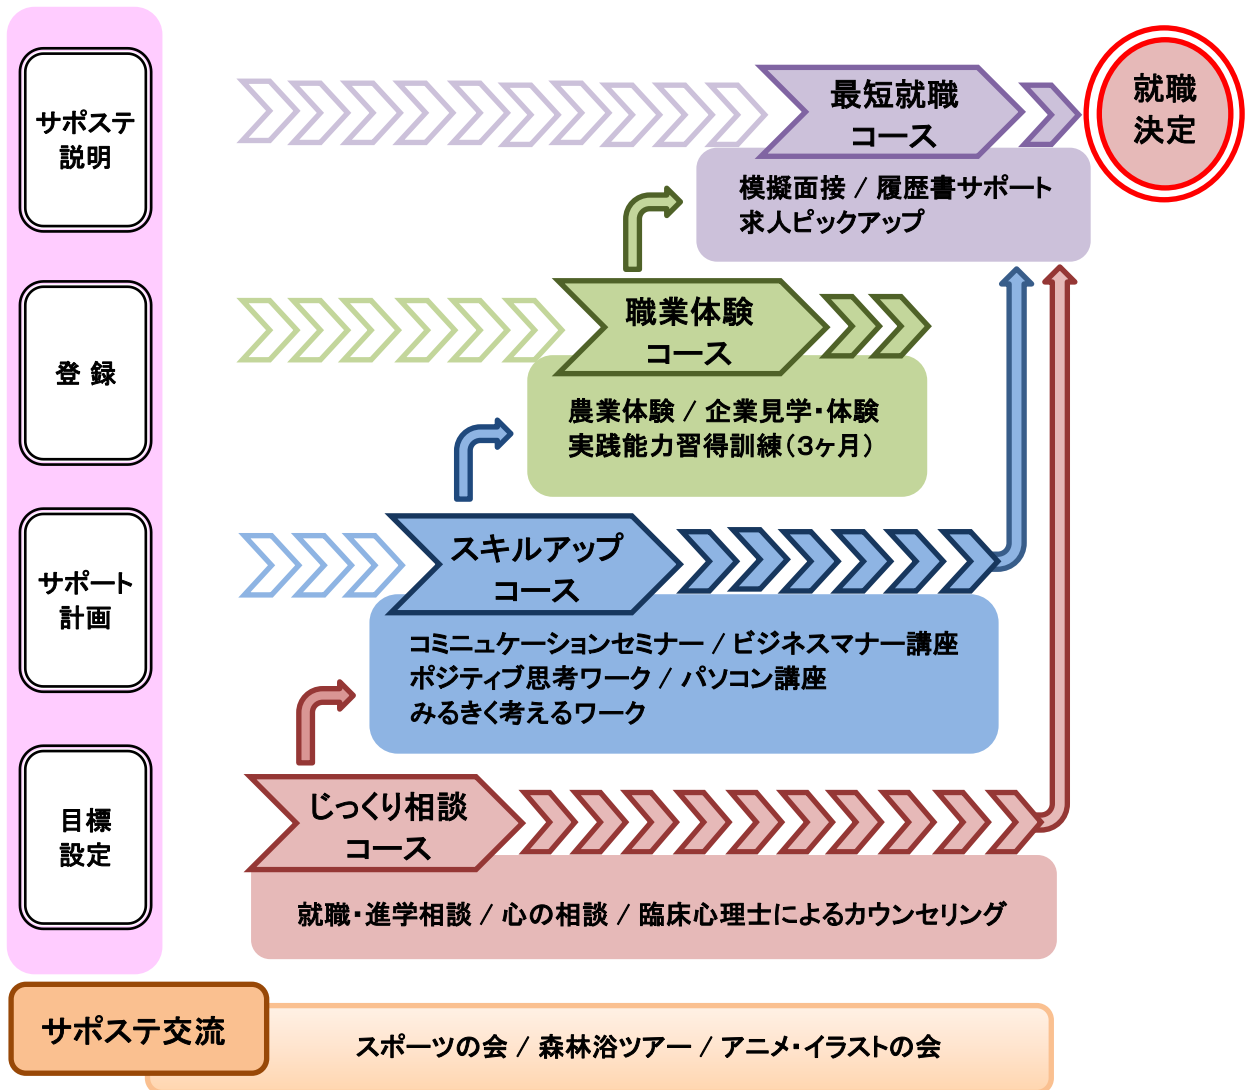 サポステ
説明
登 録
サポート
計画
目標
設定
最短就職
コース
就職
決定
模擬面接 / 履歴書サポート
求人ピックアップ
職業体験
コース
農業体験 / 企業見学・体験
実践能力習得訓練（3ヶ月）
スキルアップ
コース
コミニュケーションセミナー / ビジネスマナー講座
ポジティブ思考ワーク / パソコン講座
みるきく考えるワーク
じっくり相談
コース
就職・進学相談 / 心の相談 / 臨床心理士によるカウンセリング
サポステ交流
スポーツの会 / 森林浴ツアー / アニメ・イラストの会